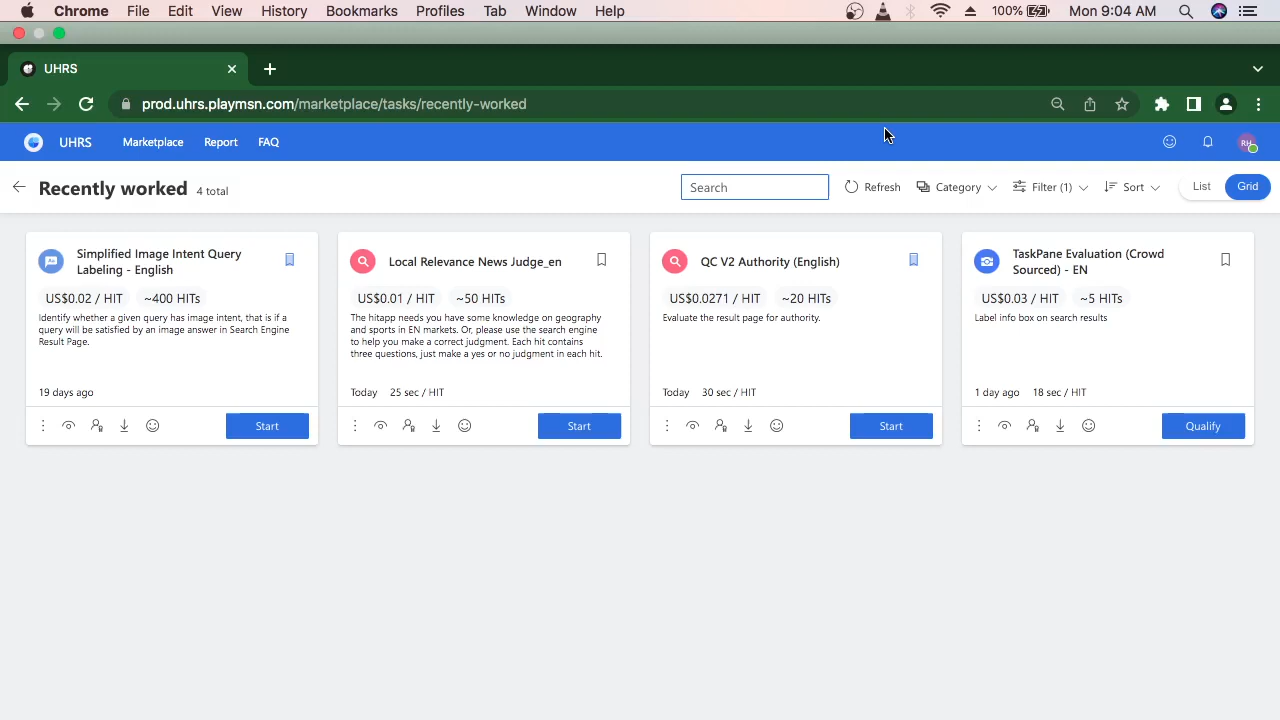 Chrome File Edit View History Bookmarks Profiles Tab Window Help 100% Mon 9:04 AM
UHRS
prod.uhrs.playmsn.com/marketplace/tasks/recently-worked
UHRS Marketplace Report FAQ RH
Recently worked 4 total Search Refresh Category Filter (1) Sort List Grid
Simplified Image Intent Query
Labeling - English
US$0.02 / HIT ~400 HITs
Identify whether a given query has image intent, that is if a
query will be satisfied by an image answer in Search Engine
Result Page.
19 days ago
Start
Local Relevance News Judge_en
US$0.01 / HIT ~50 HITs
The hitapp needs you have some knowledge on geography
and sports in EN markets. Or, please use the search engine
to help you make a correct judgment. Each hit contains
three questions, just make a yes or no judgment in each hit.
Today 25 sec / HIT
Start
QC V2 Authority (English)
US$0.0271 / HIT ~20 HITs
Evaluate the result page for authority.
Today 30 sec / HIT
Start
TaskPane Evaluation (Crowd
Sourced) - EN
US$0.03 / HIT ~5 HITs
Label info box on search results
1 day ago 18 sec / HIT
Qualify